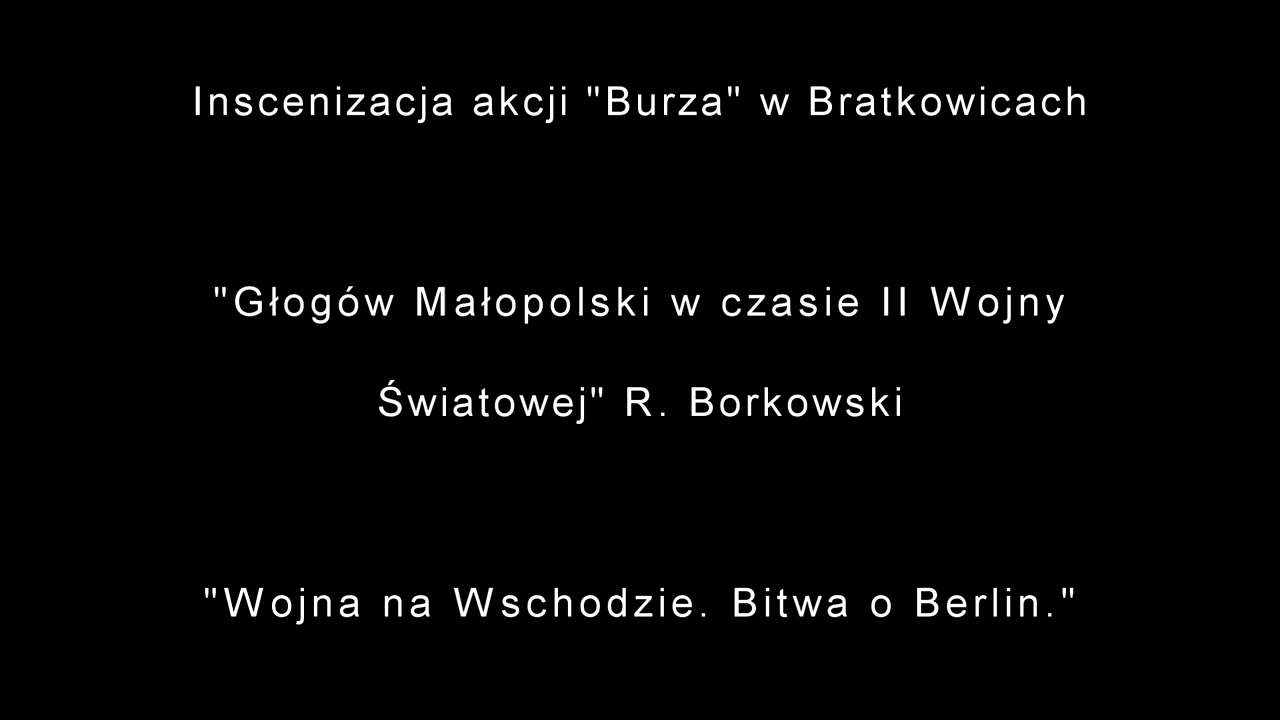 Inscenizacja akcji "Burza" w Bratkowicach
"Głogów Małopolski w czasie II Wojny
Światowej" R. Borkowski
"Wojna na Wschodzie. Bitwa o Berlin."